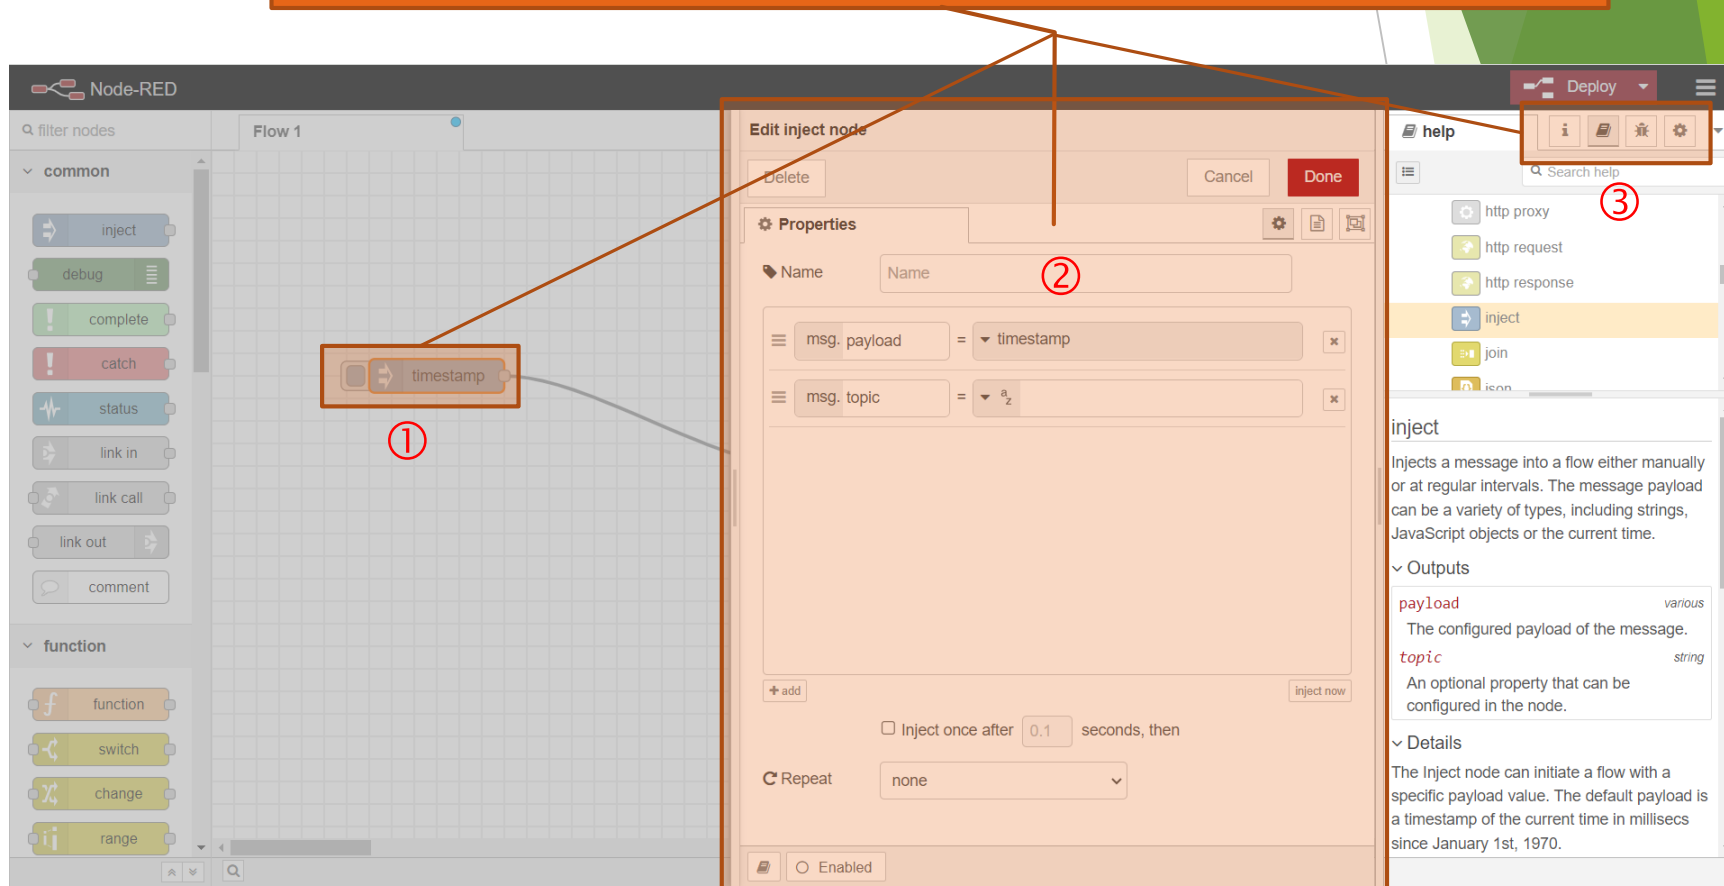 Node-RED
Deploy
filter nodes
Flow 1
common
inject
debug
complete
catch
status
link in
link call
link out
comment
function
function
switch
change
range
timestamp
①
Edit inject node
Delete
Cancel
Done
Properties
Name
Name
②
msg. payload = timestamp
msg. topic = az
add
inject now
Inject once after 0.1 seconds, then
Repeat
none
Enabled
help
i
Search help
③
http proxy
http request
http response
inject
join
json
inject
Injects a message into a flow either manually
or at regular intervals. The message payload
can be a variety of types, including strings,
JavaScript objects or the current time.
Outputs
payload various
The configured payload of the message.
topic string
An optional property that can be
configured in the node.
Details
The Inject node can initiate a flow with a
specific payload value. The default payload is
a timestamp of the current time in millisecs
since January 1st, 1970.